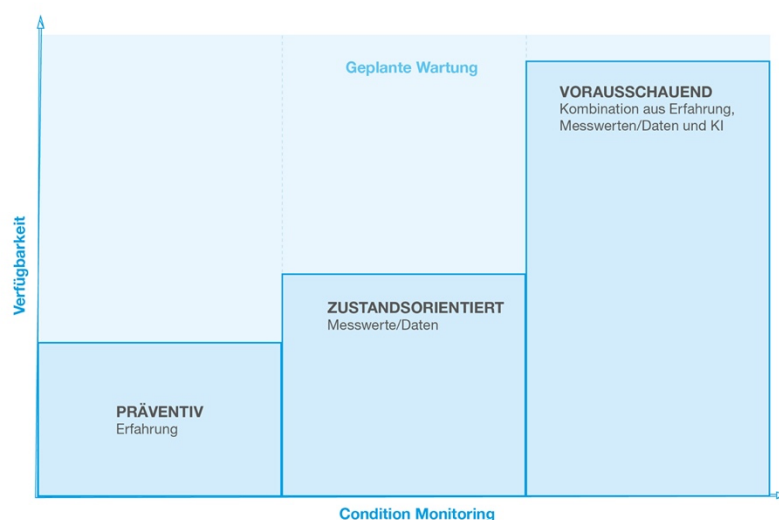 Geplante Wartung
VORAUSSCHAUEND
Kombination aus Erfahrung,
Messwerten/Daten und KI
Verfügbarkeit
ZUSTANDSORIENTIERT
Messwerte/Daten
PRÄVENTIV
Erfahrung
Condition Monitoring